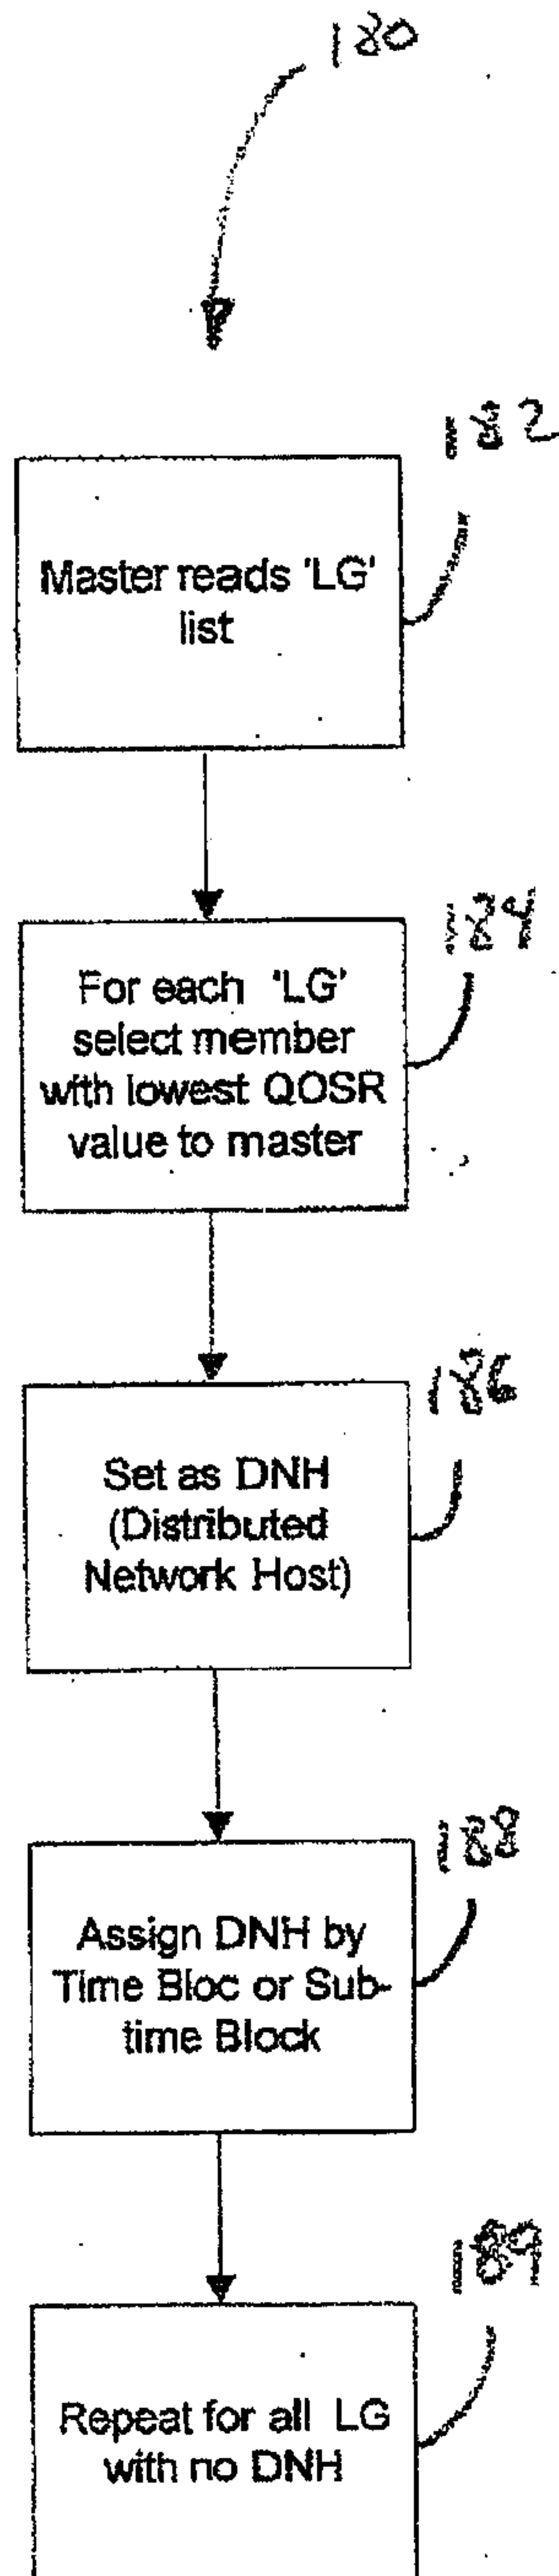 180
182
Master reads 'LG'
list
184
For each 'LG'
select member
with lowest QOSR
value to master
186
Set as DNH
(Distributed
Network Host)
188
Assign DNH by
Time Bloc or Sub-
time Block
189
Repeat for all LG
with no DNH